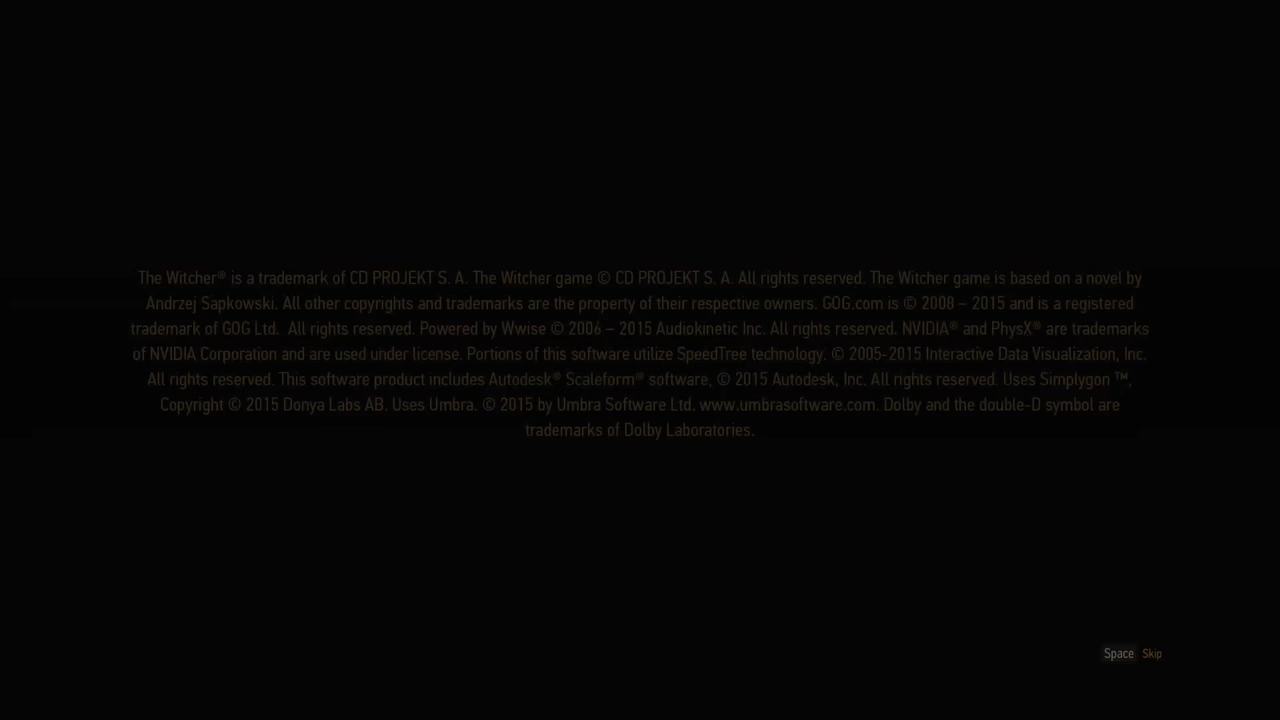 The Witcher® is a trademark of CD PROJEKT S. A. The Witcher game © CD PROJEKT S. A. All rights reserved. The Witcher game is based on a novel by
Andrzej Sapkowski. All other copyrights and trademarks are the property of their respective owners. GOG.com is © 2008 – 2015 and is a registered
trademark of GOG Ltd.  All rights reserved. Powered by Wwise © 2006 – 2015 Audiokinetic Inc. All rights reserved. NVIDIA® and PhysX® are trademarks
of NVIDIA Corporation and are used under license. Portions of this software utilize SpeedTree technology. © 2005-2015 Interactive Data Visualization, Inc.
All rights reserved. This software product includes Autodesk® Scaleform® software, © 2015 Autodesk, Inc. All rights reserved. Uses Simplygon ™,
Copyright © 2015 Donya Labs AB. Uses Umbra. © 2015 by Umbra Software Ltd. www.umbrasoftware.com. Dolby and the double-D symbol are
trademarks of Dolby Laboratories.
Space Skip